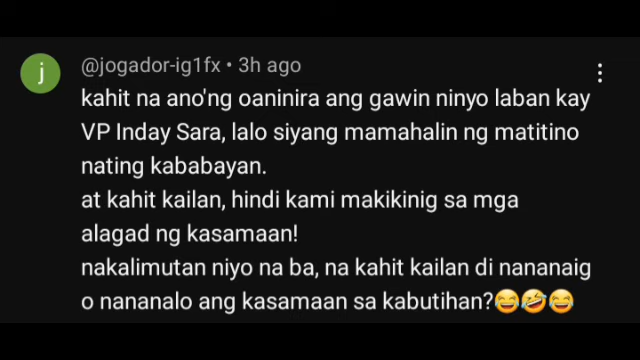 j
@jogador-ig1fx • 3h ago
kahit na ano'ng oaninira ang gawin ninyo laban kay
VP Inday Sara, lalo siyang mamahalin ng matitino
nating kababayan.
at kahit kailan, hindi kami makikinig sa mga
alagad ng kasamaan!
nakalimutan niyo na ba, na kahit kailan di nananaig
o nananalo ang kasamaan sa kabutihan?😂🤣😂